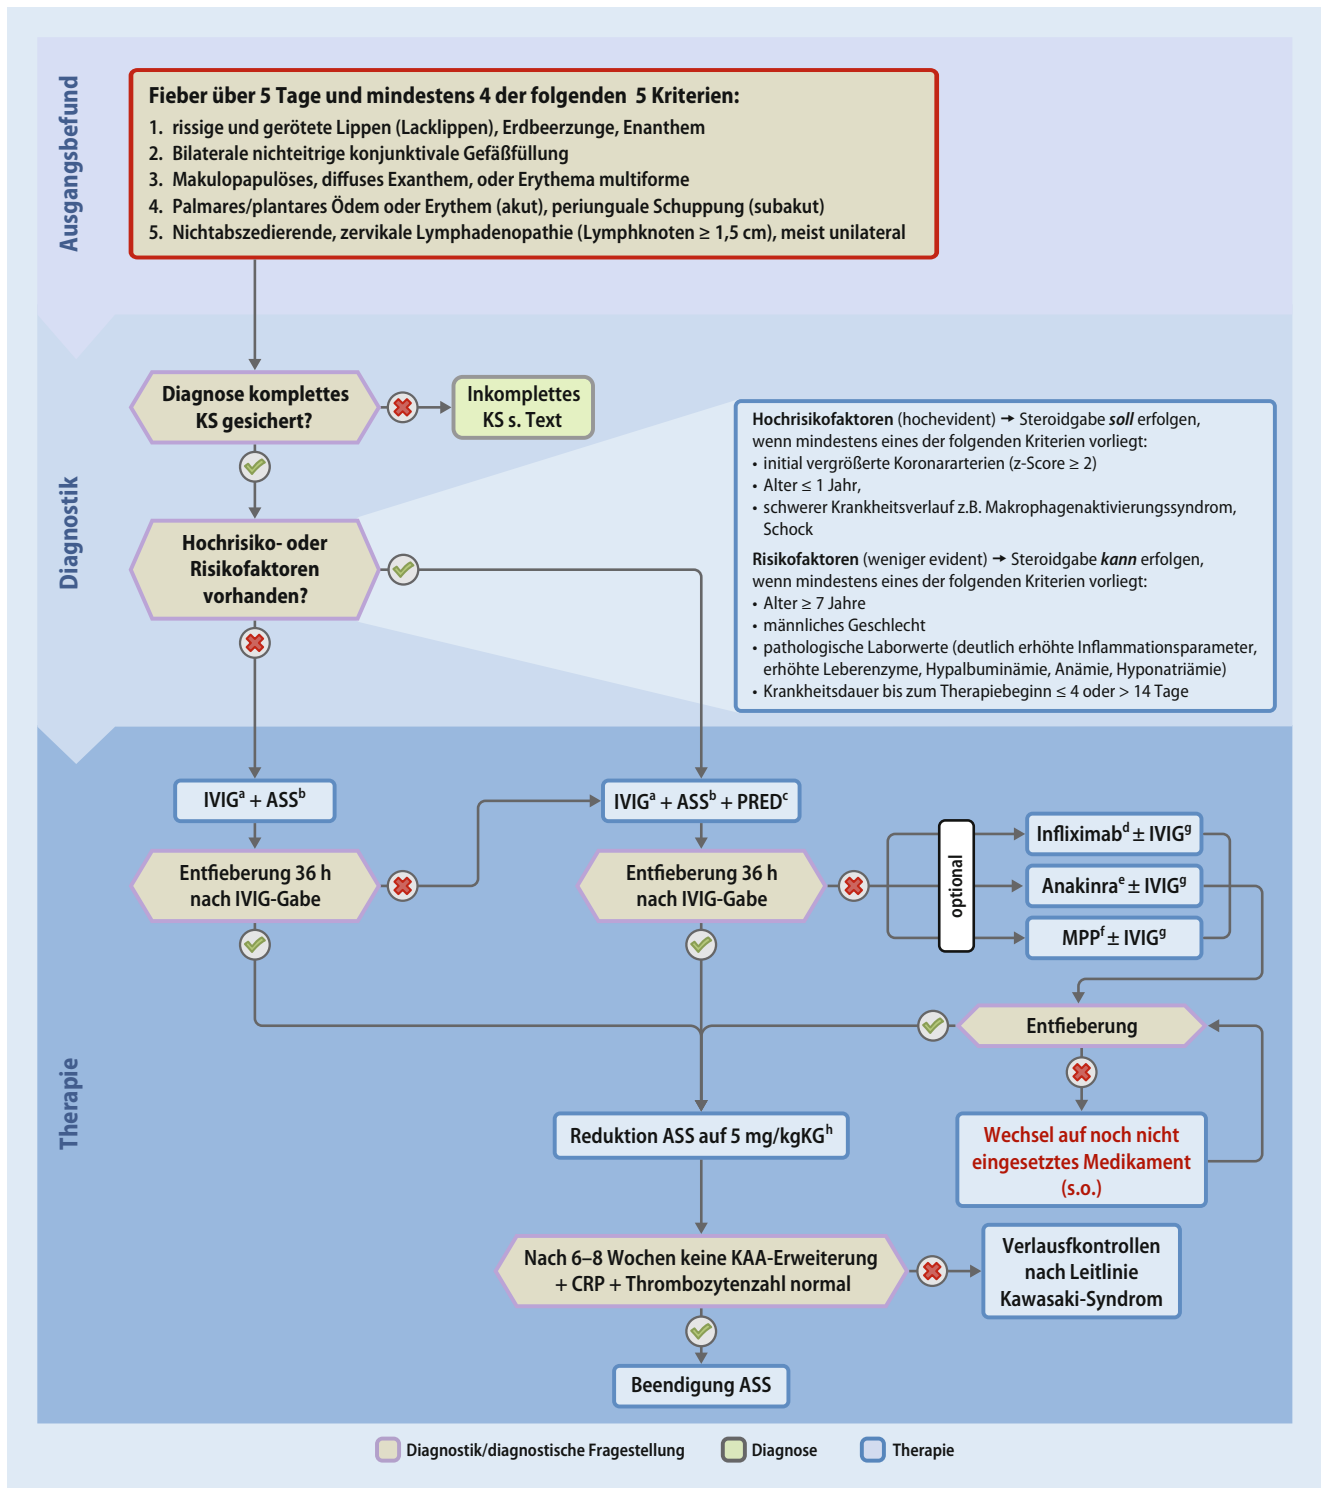 Ausgangsbefund
Fieber über 5 Tage und mindestens 4 der folgenden 5 Kriterien:
1. rissige und gerötete Lippen (Lacklippen), Erdbeerzunge, Enanthem
2. Bilaterale nichteitrige konjunktivale Gefäßfüllung
3. Makulopapulöses, diffuses Exanthem, oder Erythema multiforme
4. Palmares/plantares Ödem oder Erythem (akut), periunguale Schuppung (subakut)
5. Nichtabszedierende, zervikale Lymphadenopathie (Lymphknoten ≥ 1,5 cm), meist unilateral
Diagnostik
Diagnose komplettes
KS gesichert?
Inkomplettes
KS s. Text
Hochrisiko- oder
Risikofaktoren
vorhanden?
Hochrisikofaktoren (hochevident) → Steroidgabe soll erfolgen,
wenn mindestens eines der folgenden Kriterien vorliegt:
• initial vergrößerte Koronararterien (z-Score ≥ 2)
• Alter ≤ 1 Jahr,
• schwerer Krankheitsverlauf z.B. Makrophagenaktivierungssyndrom,
Schock
Risikofaktoren (weniger evident) → Steroidgabe kann erfolgen,
wenn mindestens eines der folgenden Kriterien vorliegt:
• Alter ≥ 7 Jahre
• männliches Geschlecht
• pathologische Laborwerte (deutlich erhöhte Inflammationsparameter,
erhöhte Leberenzyme, Hypalbuminämie, Anämie, Hyponatriämie)
• Krankheitsdauer bis zum Therapiebeginn ≤ 4 oder > 14 Tage
Therapie
IVIGᵃ + ASSᵇ
IVIGᵃ + ASSᵇ + PREDᶜ
Entfieberung 36 h
nach IVIG-Gabe
Entfieberung 36 h
nach IVIG-Gabe
optional
Infliximabᵈ ± IVIGᵍ
Anakinraᵉ ± IVIGᵍ
MPPᶠ ± IVIGᵍ
Entfieberung
Wechsel auf noch nicht
eingesetztes Medikament
(s.o.)
Reduktion ASS auf 5 mg/kgKGʰ
Nach 6–8 Wochen keine KAA-Erweiterung
+ CRP + Thrombozytenzahl normal
Verlaufkontrollen
nach Leitlinie
Kawasaki-Syndrom
Beendigung ASS
Diagnostik/diagnostische Fragestellung
Diagnose
Therapie